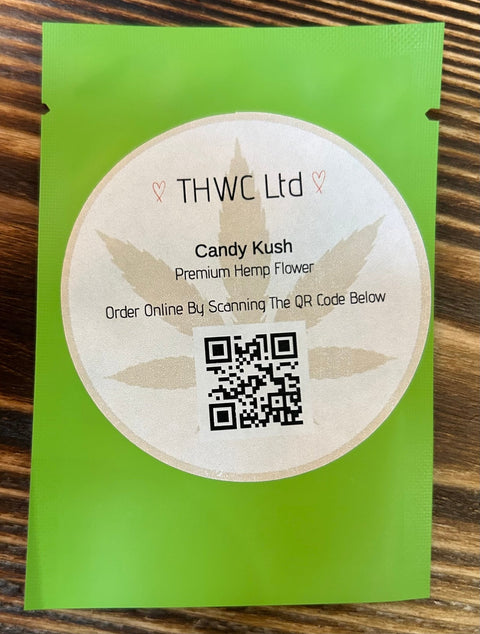 THWC Ltd
Candy Kush
Premium Hemp Flower
Order Online By Scanning The QR Code Below